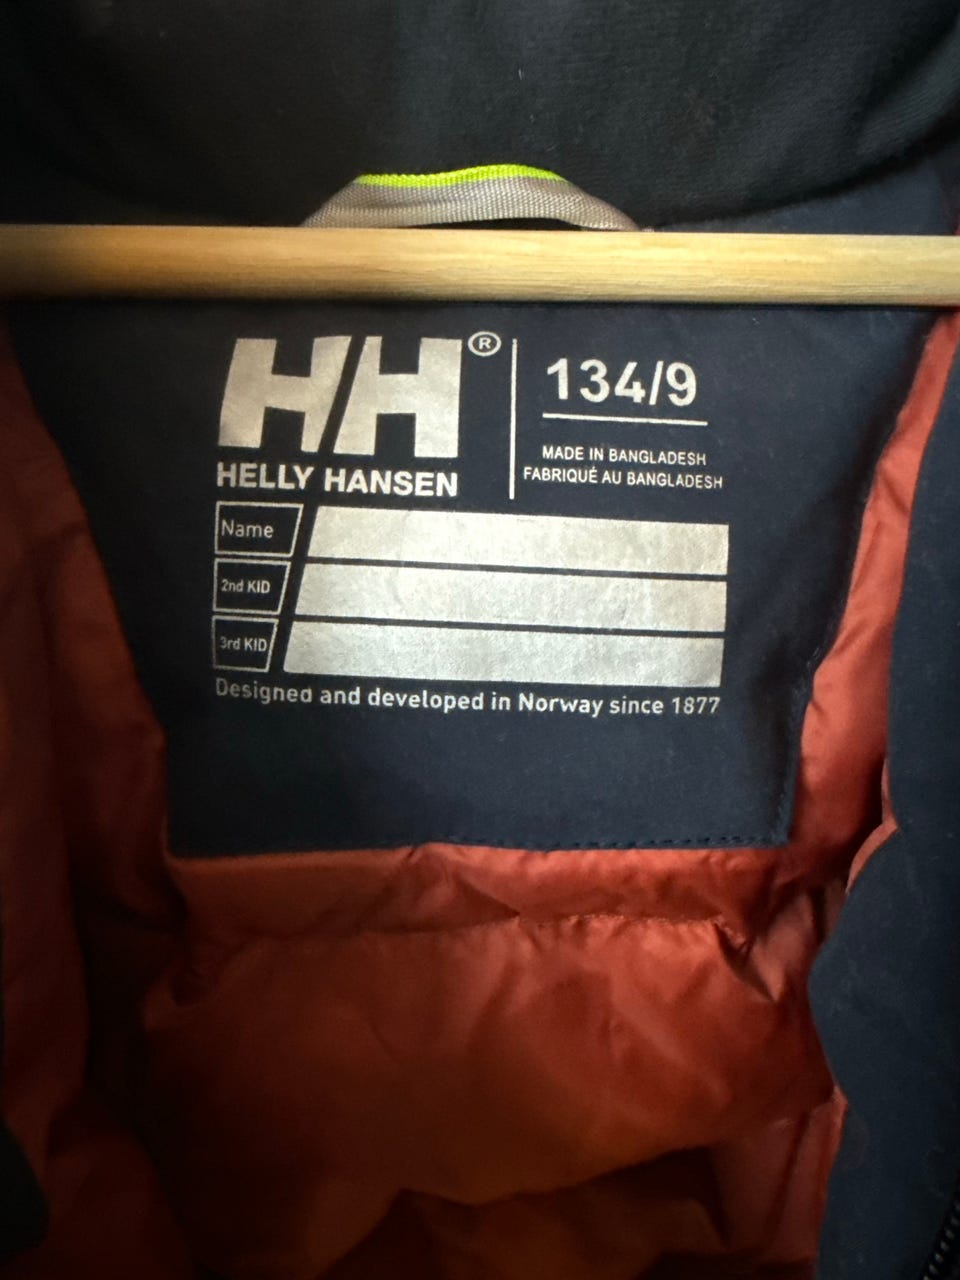 HH®
HELLY HANSEN
134/9
MADE IN BANGLADESH
FABRIQUÉ AU BANGLADESH
Name
2nd KID
3rd KID
Designed and developed in Norway since 1877